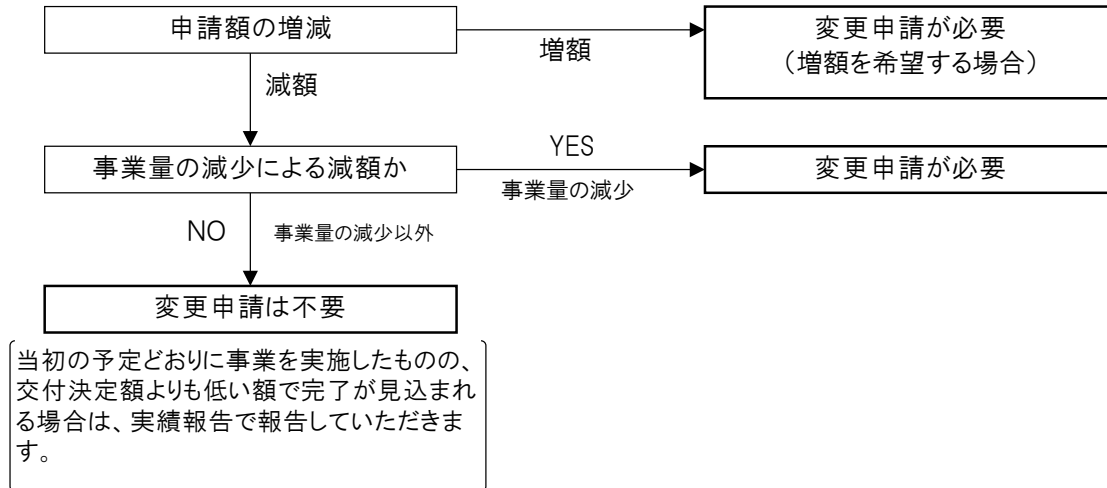 申請額の増減
増額
変更申請が必要
（増額を希望する場合）
減額
事業量の減少による減額か
YES
事業量の減少
変更申請が必要
NO
事業量の減少以外
変更申請は不要
当初の予定どおりに事業を実施したものの、
交付決定額よりも低い額で完了が見込まれ
る場合は、実績報告で報告していただきま
す。